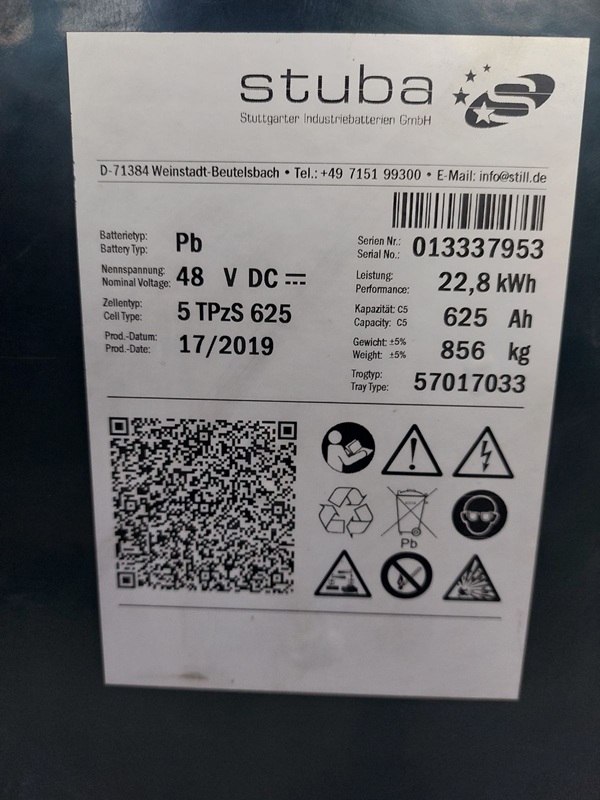 stuba
Stuttgarter Industriebatterien GmbH
D-71384 Weinstadt-Beutelsbach • Tel.: +49 7151 99300 • E-Mail: info@still.de
Batterietyp:
Battery Type:
Pb
Serien Nr.:
Serial No.:
013337953
Nennspannung:
Nominal Voltage:
48 V DC
Leistung:
Performance:
22,8 kWh
Zellentyp:
Cell Type:
5 TPzS 625
Kapazität: C5
Capacity: C5
625 Ah
Prod.-Datum:
Prod.-Date:
17/2019
Gewicht: ±5%
Weight: ±5%
856 kg
Trogtyp:
Tray Type:
57017033
Pb